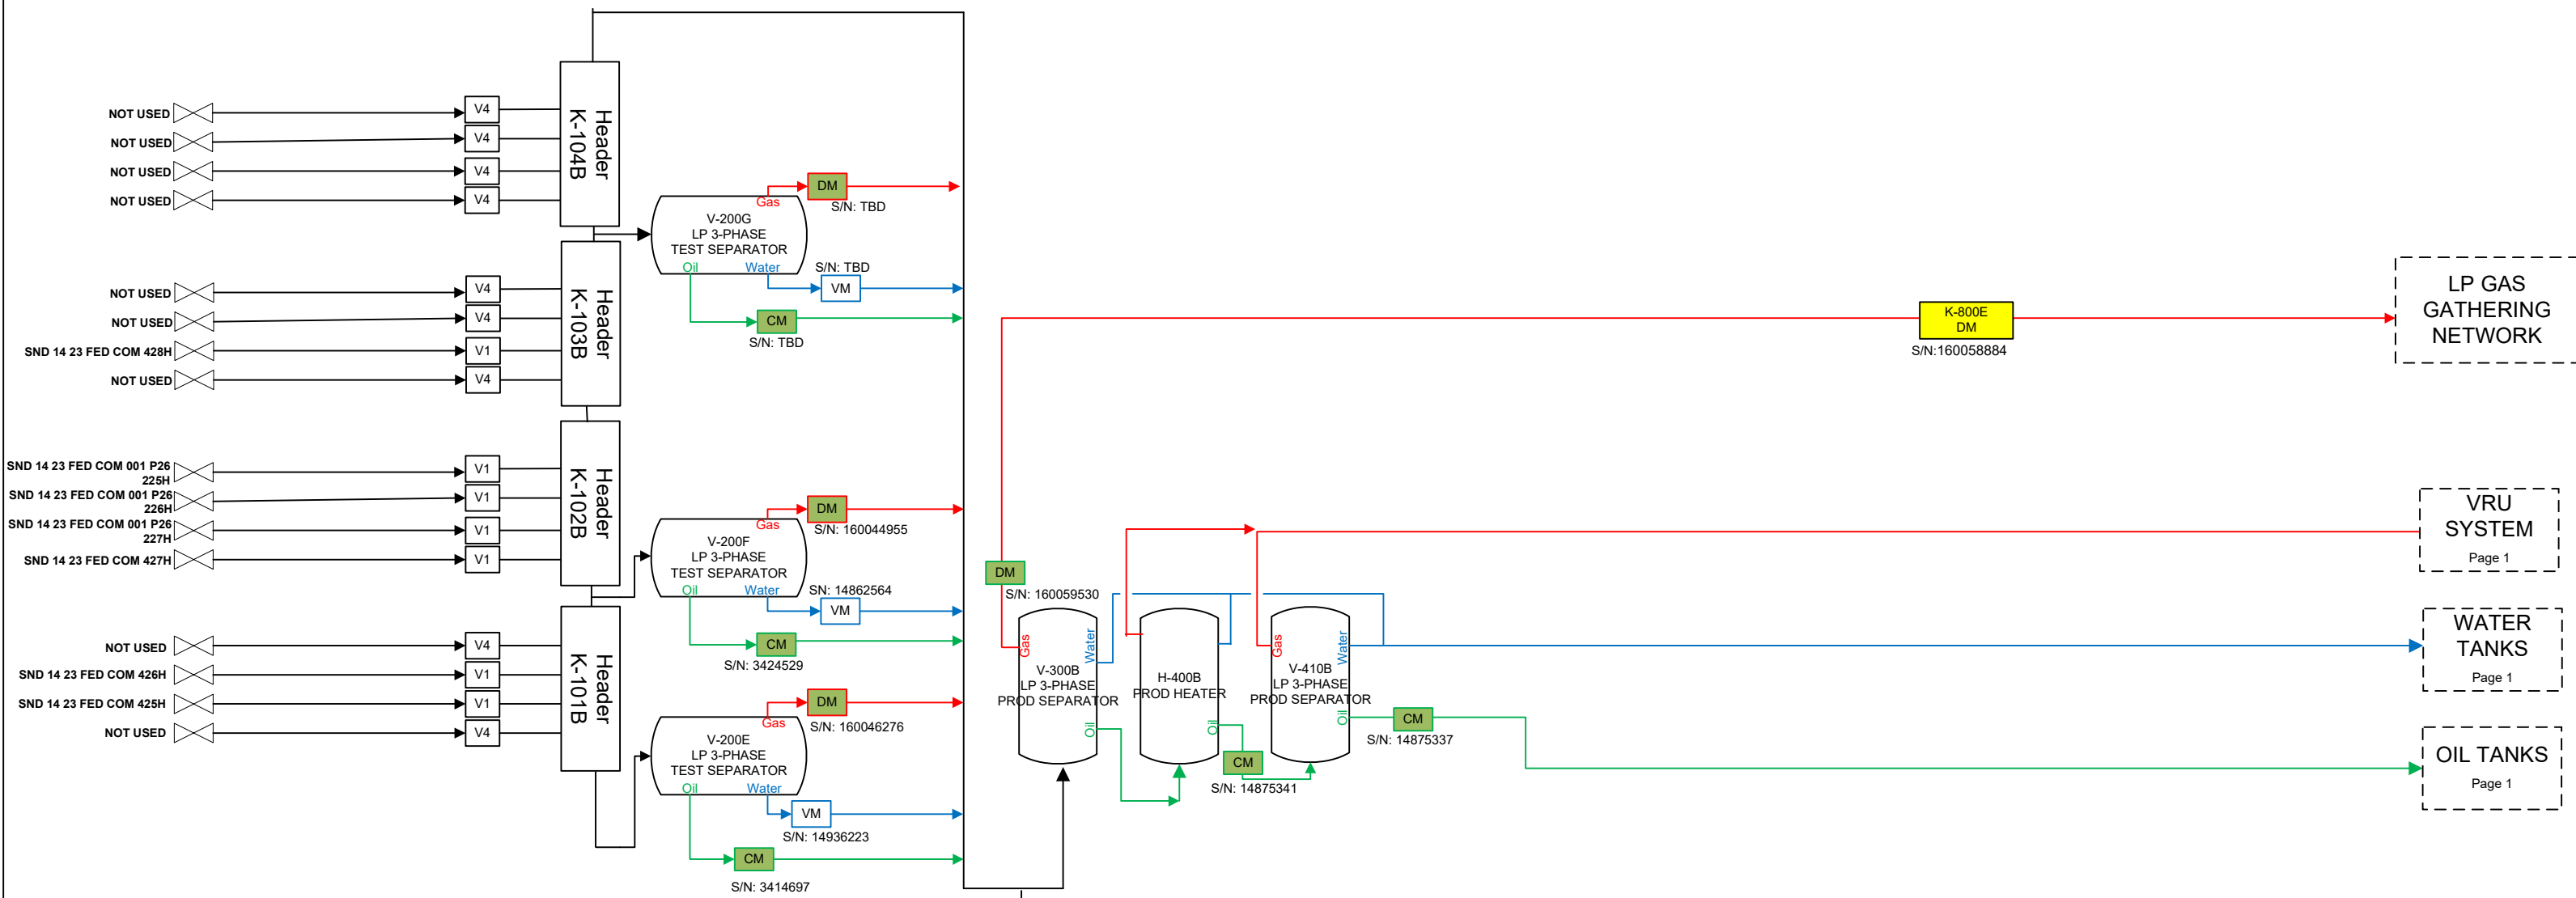 NOT USED
V4
NOT USED
V4
NOT USED
V4
NOT USED
V4
Header
K-104B
V-200G
LP 3-PHASE
TEST SEPARATOR
Gas
Oil
Water
DM
S/N: TBD
S/N: TBD
VM
CM
S/N: TBD
NOT USED
V4
NOT USED
V4
SND 14 23 FED COM 428H
V1
NOT USED
V4
Header
K-103B
SND 14 23 FED COM 001 P26
225H
V1
SND 14 23 FED COM 001 P26
226H
V1
SND 14 23 FED COM 001 P26
227H
V1
SND 14 23 FED COM 427H
V1
Header
K-102B
V-200F
LP 3-PHASE
TEST SEPARATOR
Gas
Oil
Water
DM
S/N: 160044955
SN: 14862564
VM
CM
S/N: 3424529
NOT USED
V4
SND 14 23 FED COM 426H
V1
SND 14 23 FED COM 425H
V1
NOT USED
V4
Header
K-101B
V-200E
LP 3-PHASE
TEST SEPARATOR
Gas
Oil
Water
DM
S/N: 160046276
VM
S/N: 14936223
CM
S/N: 3414697
DM
S/N: 160059530
Gas
Water
V-300B
LP 3-PHASE
PROD SEPARATOR
Oil
H-400B
PROD HEATER
Oil
CM
S/N: 14875341
Gas
Water
V-410B
LP 3-PHASE
PROD SEPARATOR
Oil
CM
S/N: 14875337
K-800E
DM
S/N:160058884
LP GAS
GATHERING
NETWORK
VRU
SYSTEM
Page 1
WATER
TANKS
Page 1
OIL TANKS
Page 1